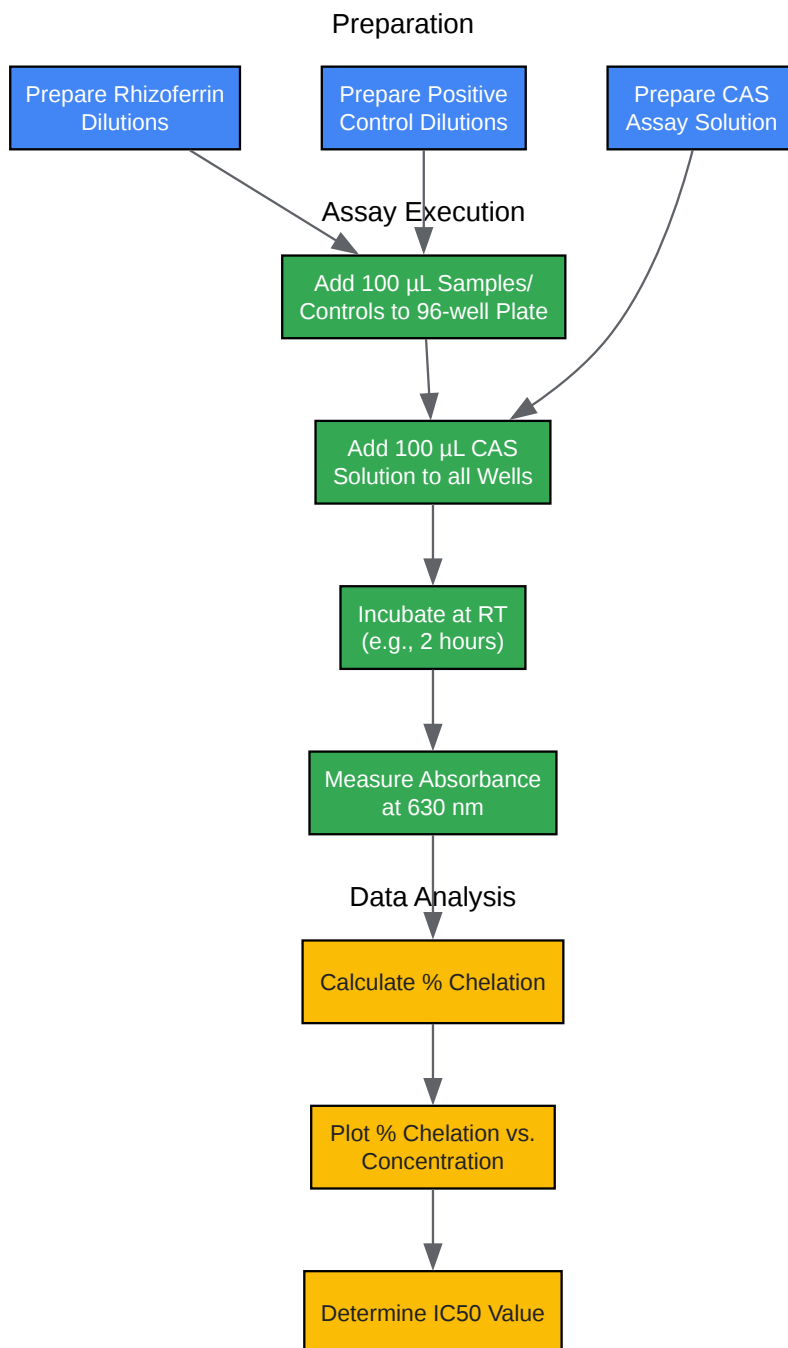 Preparation
Prepare Rhizoferrin
Dilutions
Prepare Positive
Control Dilutions
Prepare CAS
Assay Solution
Assay Execution
Add 100 µL Samples/
Controls to 96-well Plate
Add 100 µL CAS
Solution to all Wells
Incubate at RT
(e.g., 2 hours)
Measure Absorbance
at 630 nm
Data Analysis
Calculate % Chelation
Plot % Chelation vs.
Concentration
Determine IC50 Value